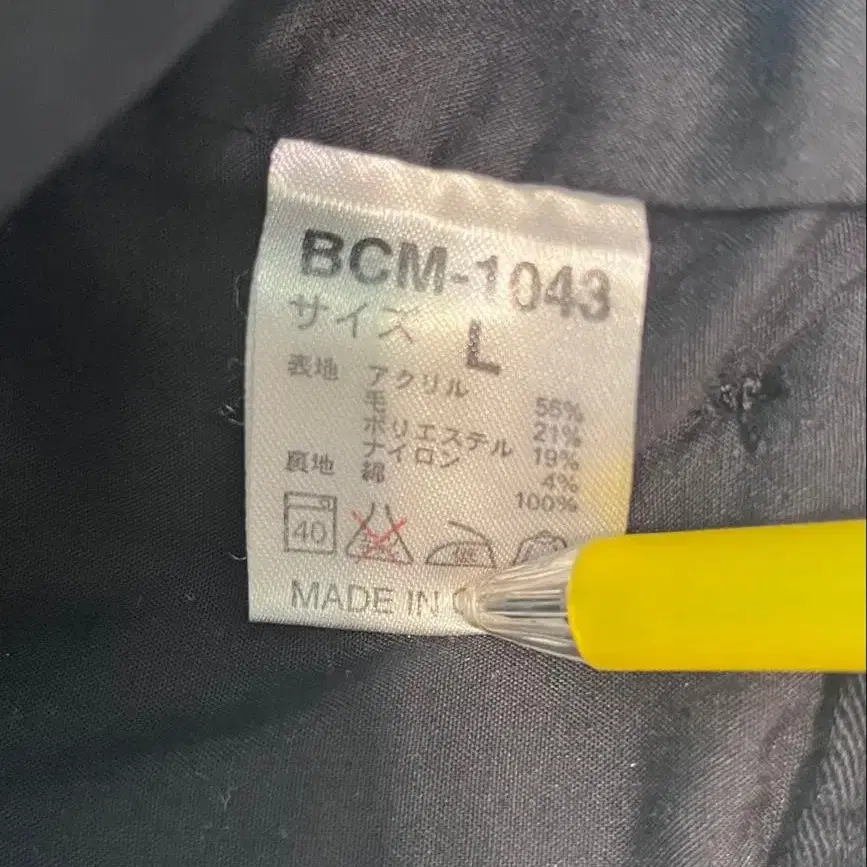 BCM-1043
サイズ L
表地 アクリル 56%
毛 21%
ポリエステル 19%
ナイロン 4%
裏地 綿 100%
40
MADE IN